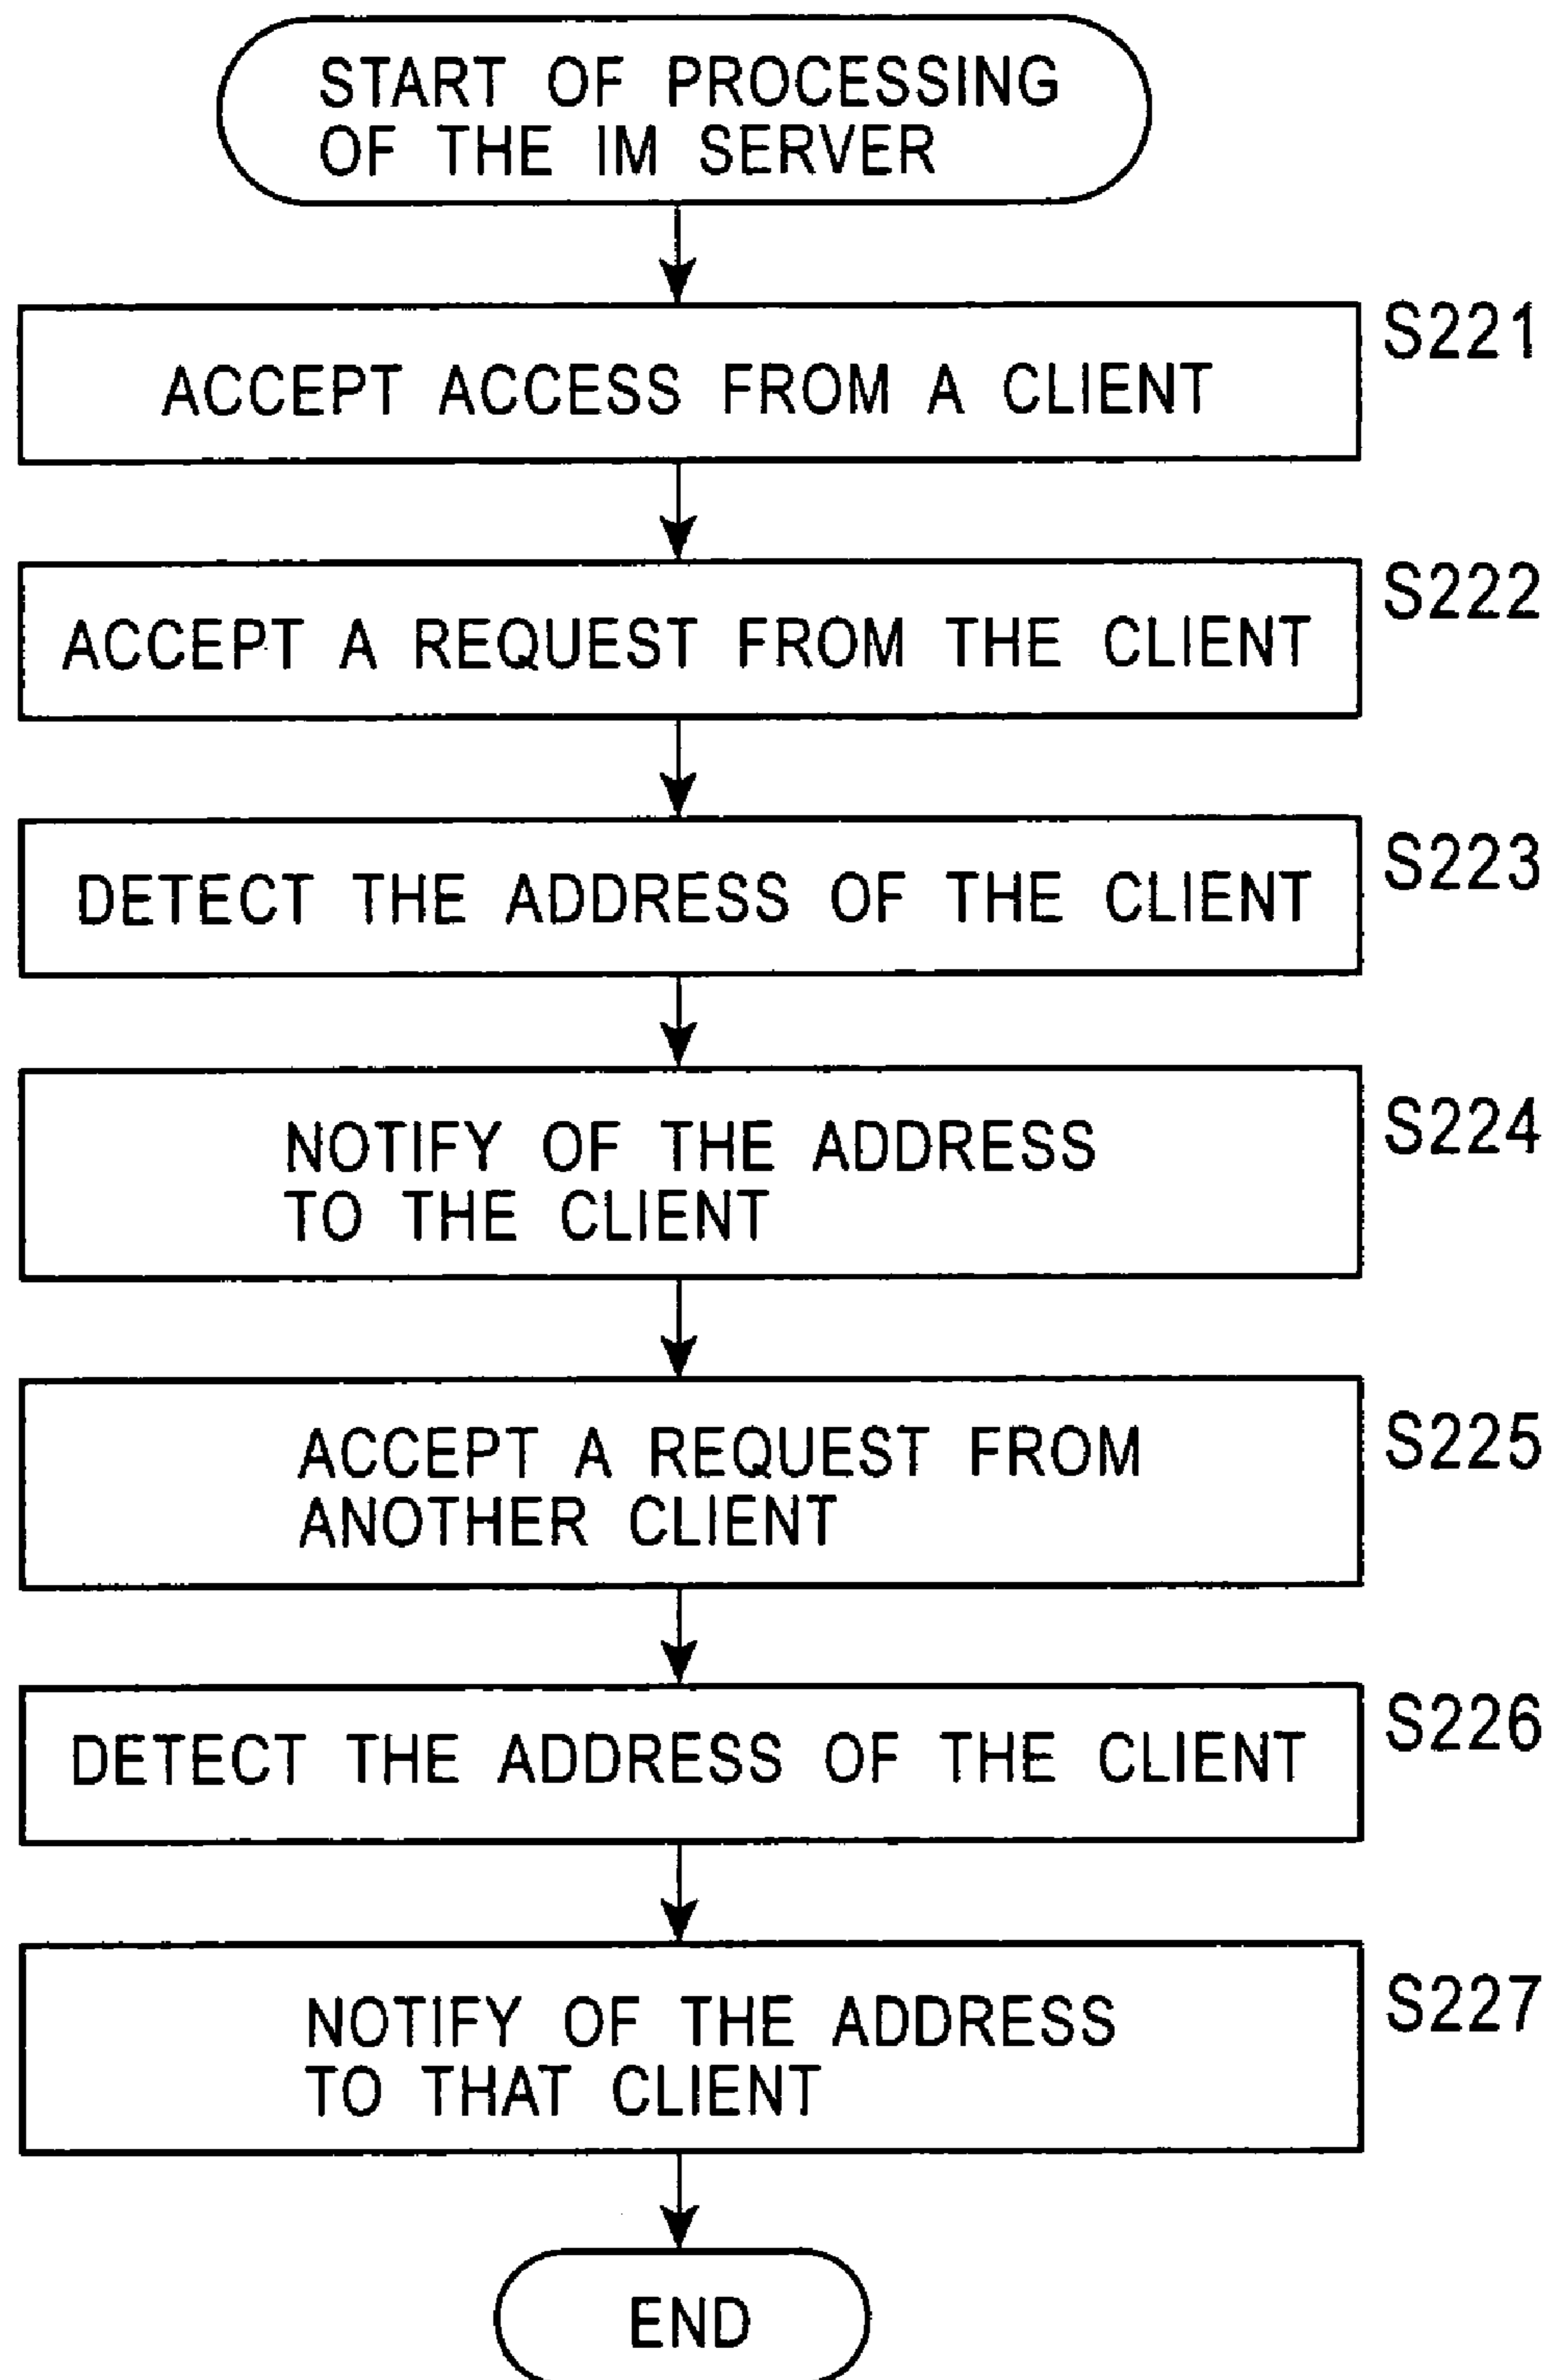 START OF PROCESSING
OF THE IM SERVER
S221
ACCEPT ACCESS FROM A CLIENT
S222
ACCEPT A REQUEST FROM THE CLIENT
S223
DETECT THE ADDRESS OF THE CLIENT
S224
NOTIFY OF THE ADDRESS
TO THE CLIENT
S225
ACCEPT A REQUEST FROM
ANOTHER CLIENT
S226
DETECT THE ADDRESS OF THE CLIENT
S227
NOTIFY OF THE ADDRESS
TO THAT CLIENT
END